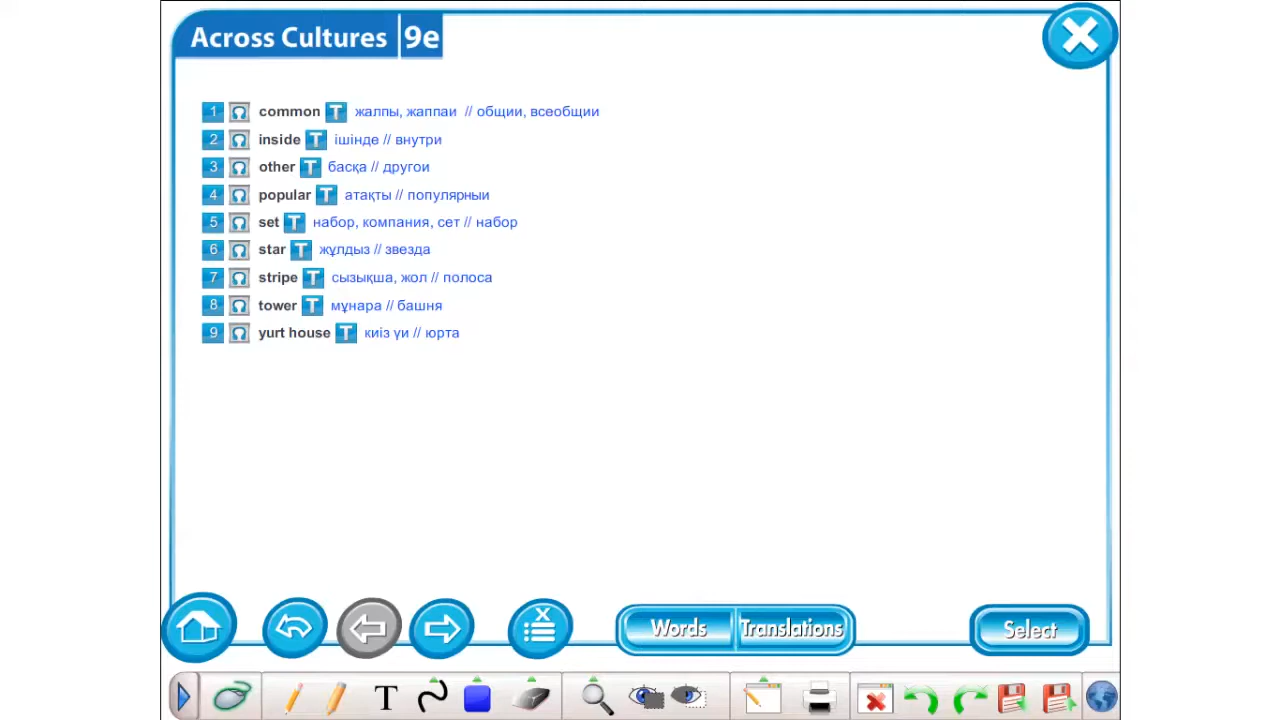 Across Cultures 9e
1 common T жалпы, жаппаи // общии, всеобщии
2 inside T ішінде // внутри
3 other T басқа // другои
4 popular T атақты // популярныи
5 set T набор, компания, сет // набор
6 star T жұлдыз // звезда
7 stripe T сызықша, жол // полоса
8 tower T мұнара // башня
9 yurt house T киіз үи // юрта
Words Translations Select
T